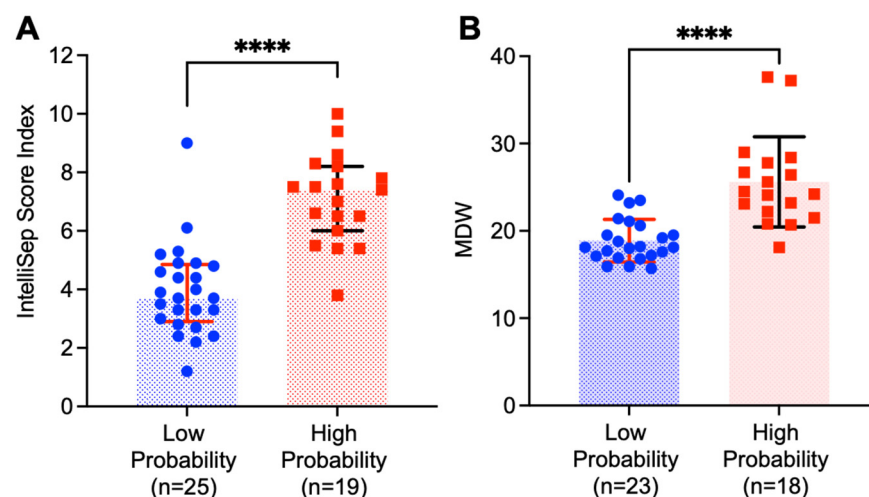 A
IntelliSep Score Index
12
10
8
6
4
2
0
****
Low
Probability
(n=25)
High
Probability
(n=19)
B
MDW
40
30
20
10
0
****
Low
Probability
(n=23)
High
Probability
(n=18)